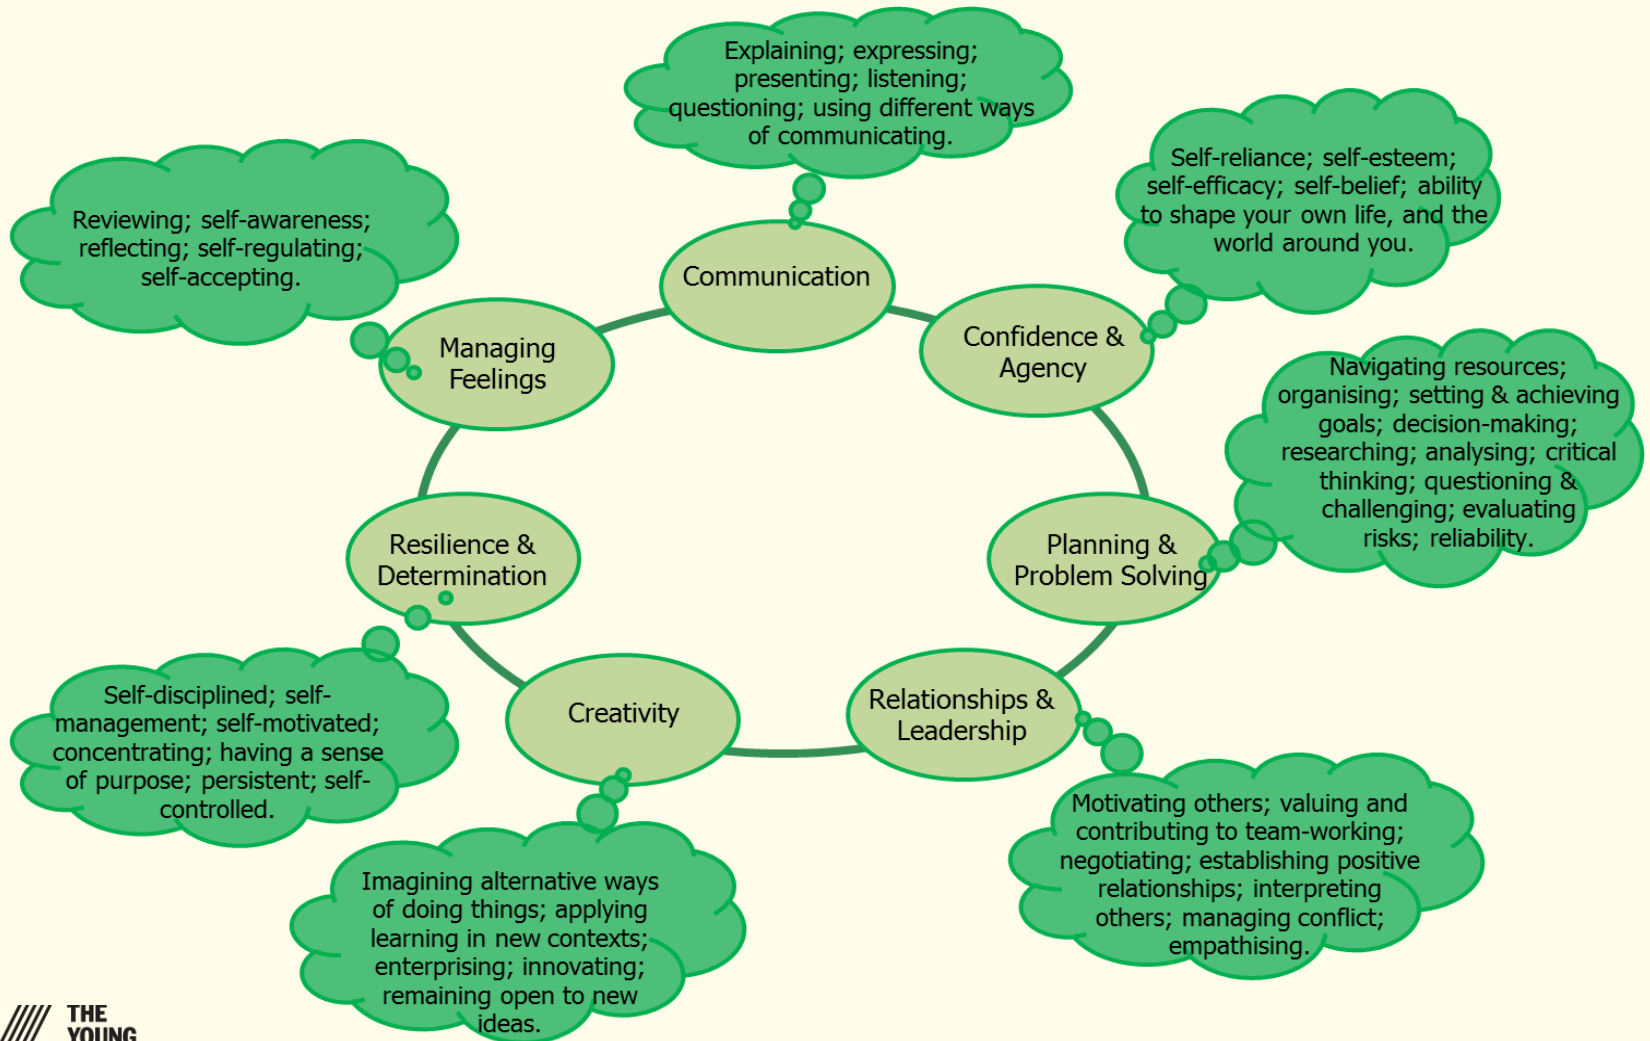 Explaining; expressing;
presenting; listening;
questioning; using different ways
of communicating.
Self-reliance; self-esteem;
self-efficacy; self-belief; ability
to shape your own life, and the
world around you.
Reviewing; self-awareness;
reflecting; self-regulating;
self-accepting.
Communication
Confidence &
Agency
Managing
Feelings
Navigating resources;
organising; setting & achieving
goals; decision-making;
researching; analysing; critical
thinking; questioning &
challenging; evaluating
risks; reliability.
Resilience &
Determination
Planning &
Problem Solving
Self-disciplined; self-
management; self-motivated;
concentrating; having a sense
of purpose; persistent; self-
controlled.
Creativity
Relationships &
Leadership
Motivating others; valuing and
contributing to team-working;
negotiating; establishing positive
relationships; interpreting
others; managing conflict;
empathising.
Imagining alternative ways
of doing things; applying
learning in new contexts;
enterprising; innovating;
remaining open to new
ideas.
THE
YOUNG